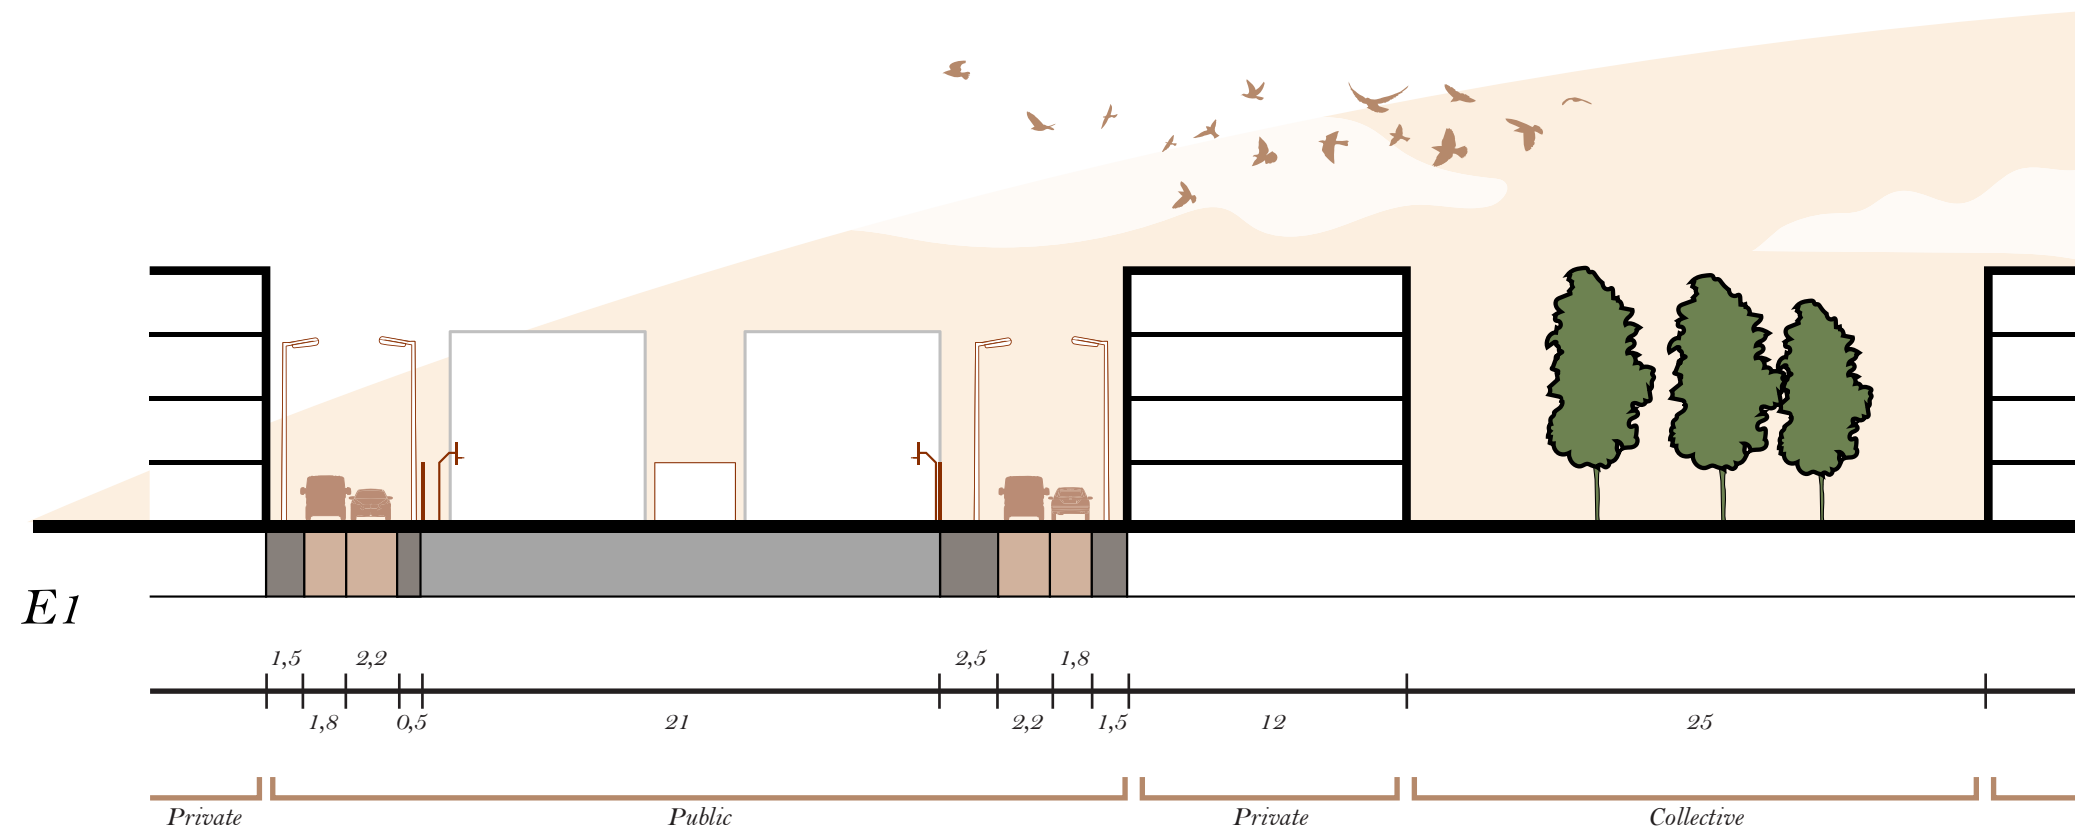 E1
1,5 2,2 2,5 1,8
1,8 0,5 21 2,2 1,5 12 25
Private Public Private Collective